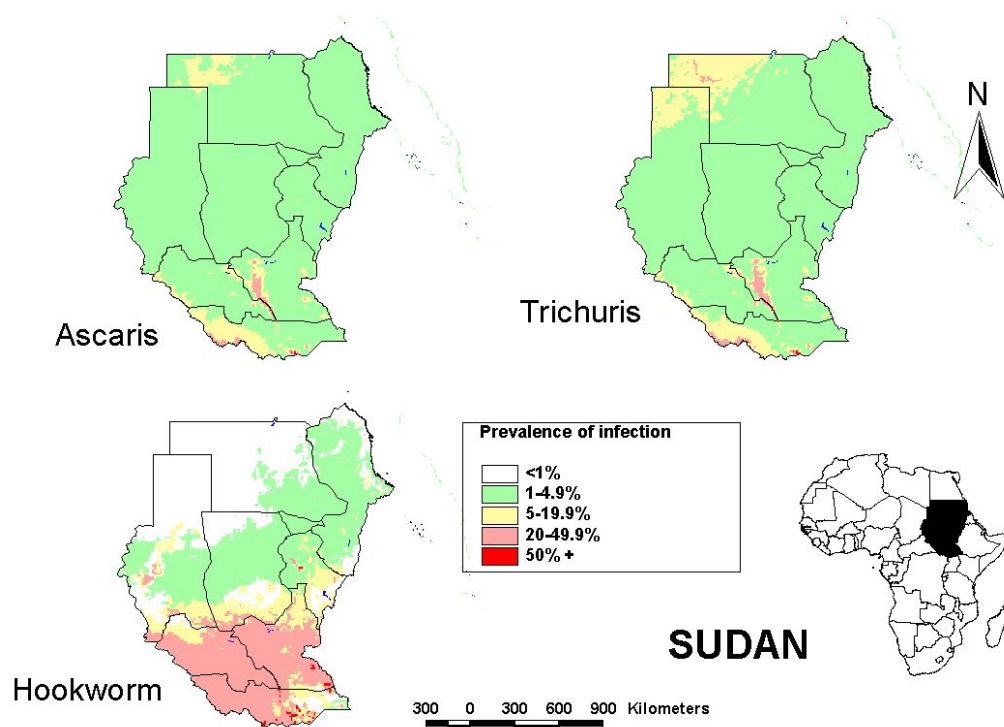 N
Ascaris
Trichuris
Prevalence of infection
<1%
1-4.9%
5-19.9%
20-49.9%
50% +
SUDAN
Hookworm
300 0 300 600 900 Kilometers